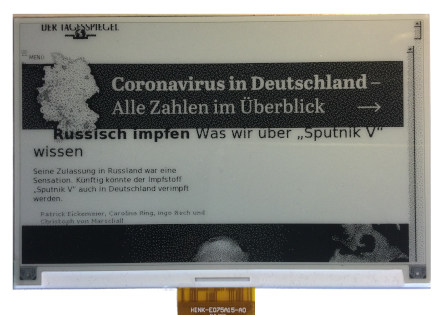 DER TAGESSPIEGEL
MENÜ
Coronavirus in Deutschland –
Alle Zahlen im Überblick →
Russisch impfen Was wir über „Sputnik V“
wissen
Seine Zulassung in Russland war eine
Sensation. Künftig könnte der Impfstoff
„Sputnik V“ auch in Deutschland verimpft
werden.
Patrick Eickemeier, Caroline Ring, Inga Bach und
Christoph von Marschall
HINK-E075A15-A0